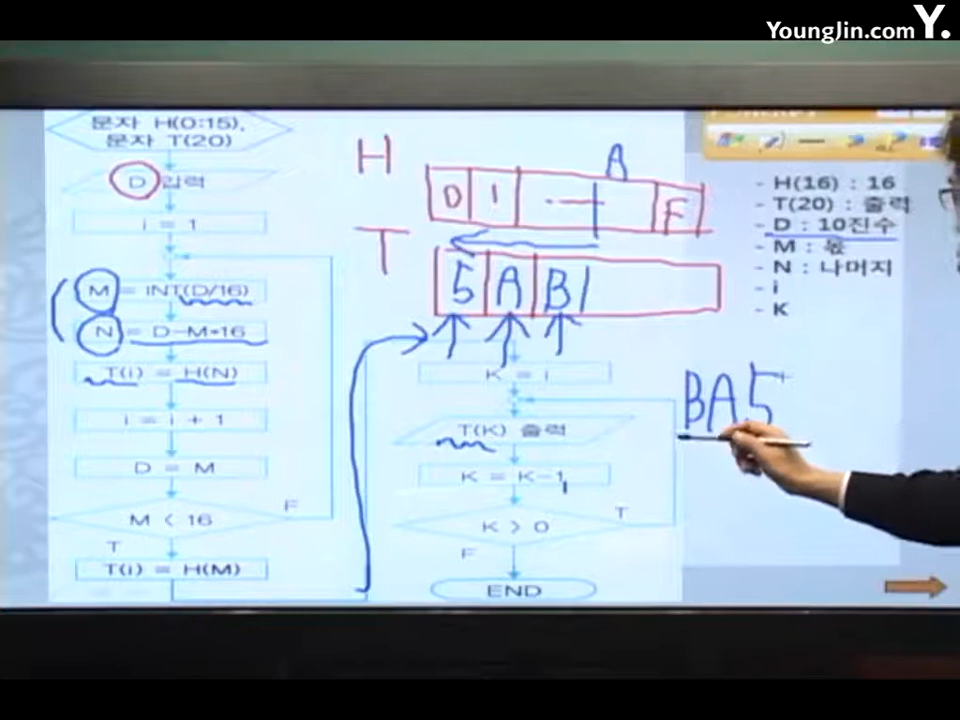 YoungJin.com Y.
문자 H(0:15),
문자 T(20)
D 입력
i = 1
M = INT(D/16)
N = D-M*16
T(i) = H(N)
i = i + 1
D = M
M < 16
F
T
T(i) = H(M)
H
A
D 1 F
T
5 A B
K = i
T(K) 출력
K = K-1
K > 0
T
F
END
- H(16) : 16
- T(20) : 출력
- D : 10진수
- M : 몫
- N : 나머지
- i
- K
BA5